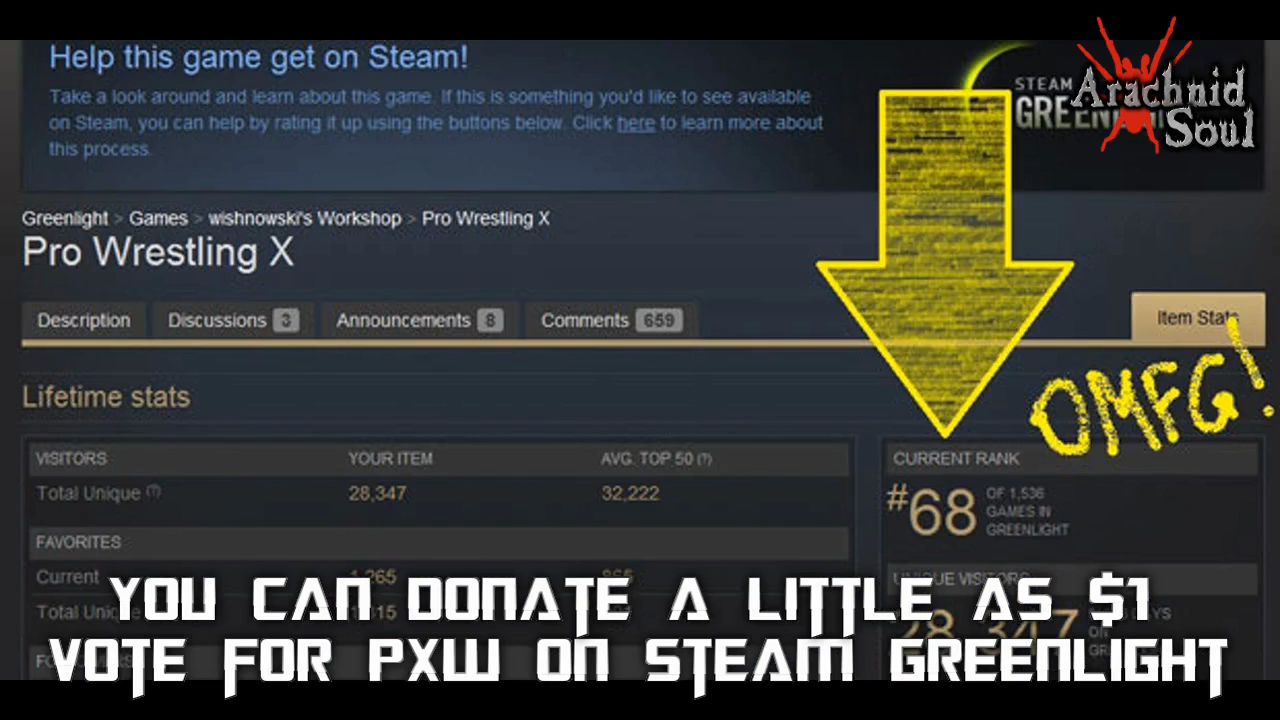 Help this game get on Steam!
Take a look around and learn about this game. If this is something you'd like to see available
on Steam, you can help by rating it up using the buttons below. Click here to learn more about
this process.
STEAM
Arachnid
Soul
Greenlight > Games > wishnowski's Workshop > Pro Wrestling X
Pro Wrestling X
Description
Discussions 3
Announcements 8
Comments 659
Item Stats
OMFG!
Lifetime stats
VISITORS YOUR ITEM AVG. TOP 50 (?)
Total Unique (?) 28,347 32,222
FAVORITES
Current
Total
CURRENT RANK
#68 OF 1,536
GAMES IN
GREENLIGHT
UNIQUE VISITORS
28,347
YOU CAN DONATE A LITTLE AS $1
VOTE FOR PXW ON STEAM GREENLIGHT